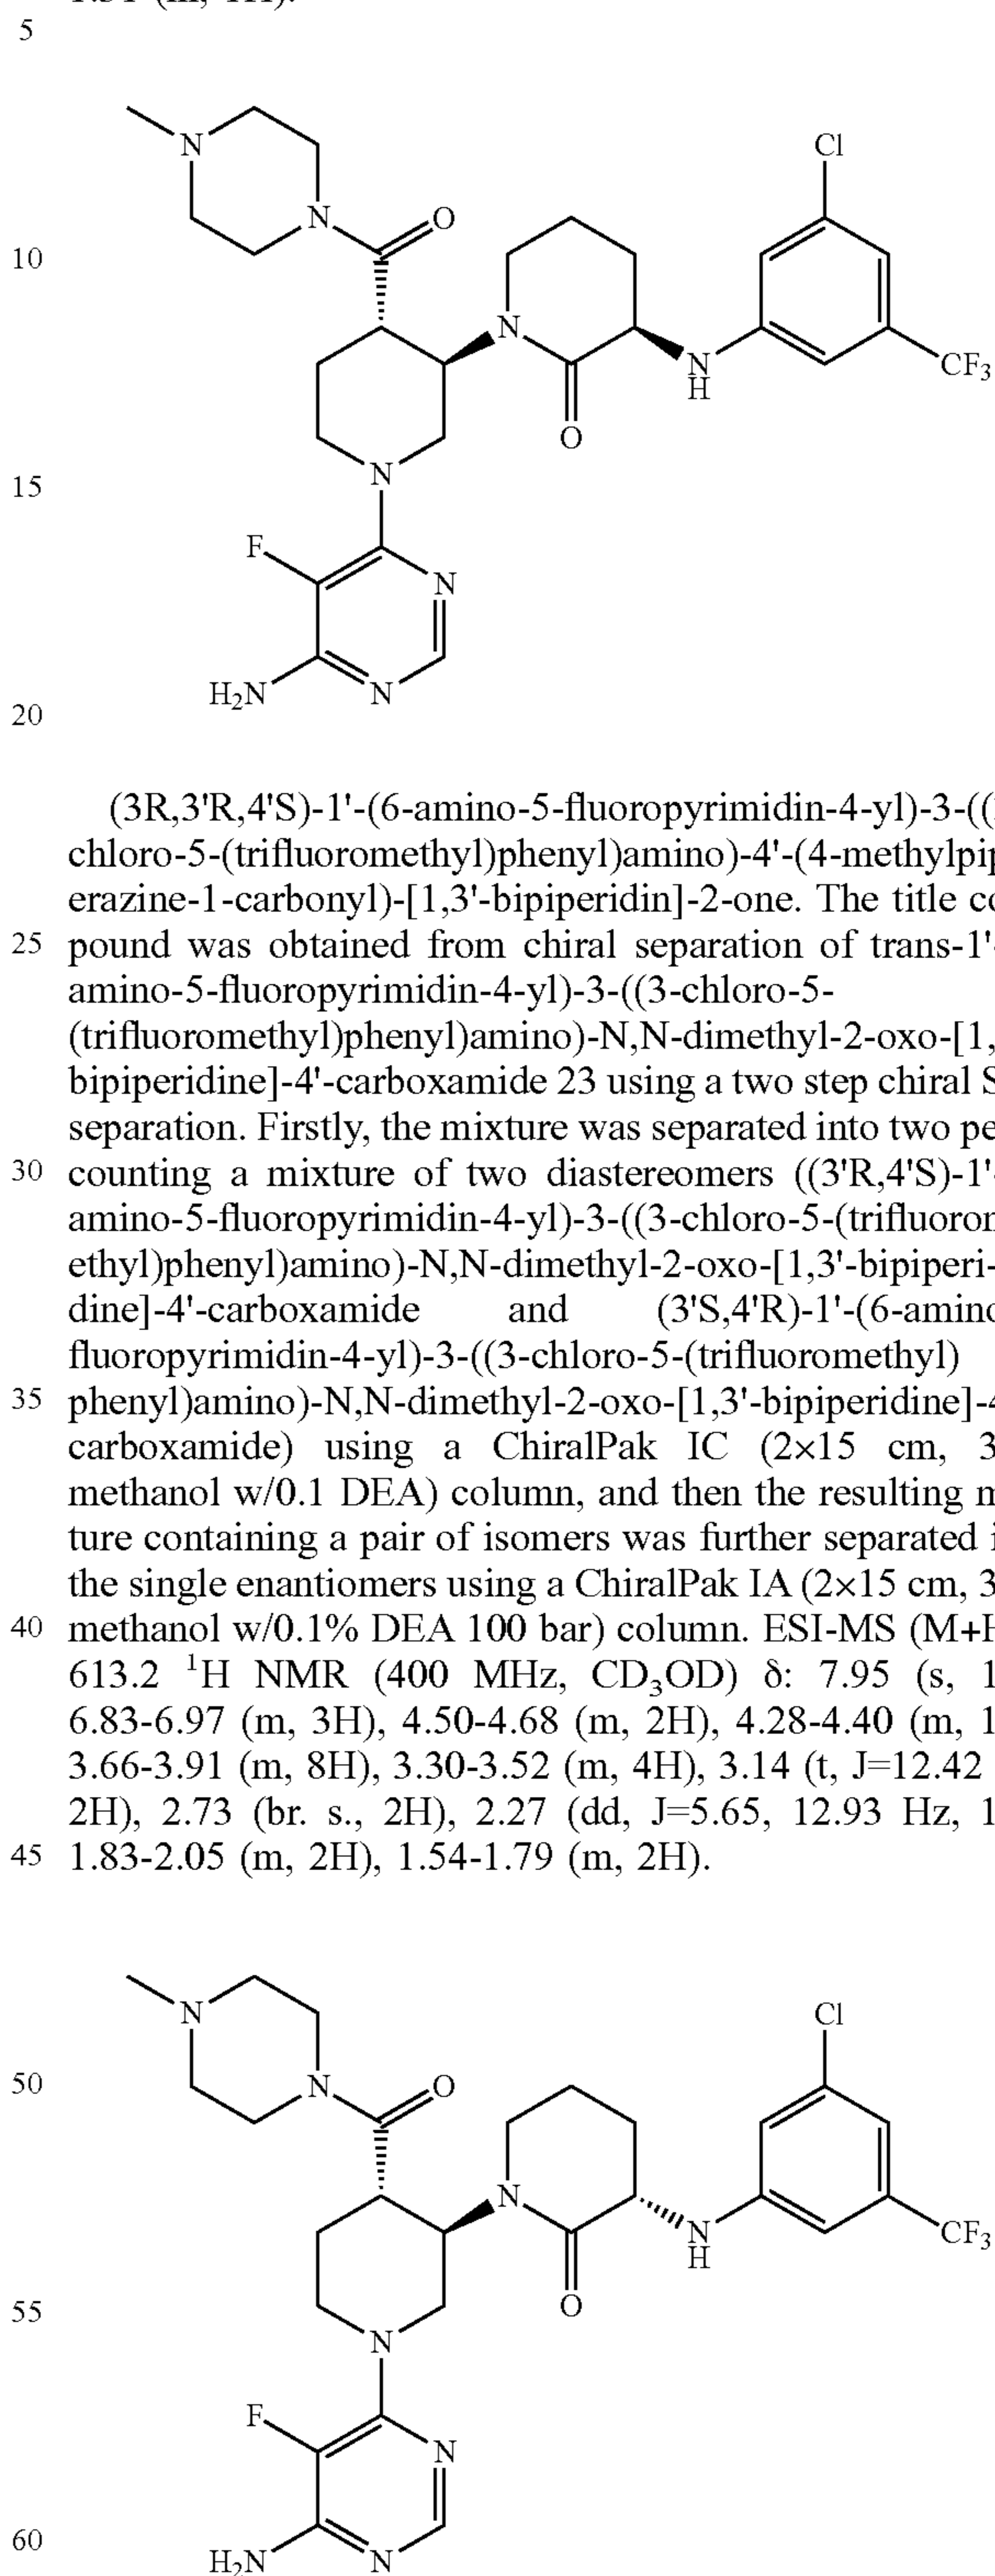 5
N
N
O
Cl
10
N
O
N
H
CF3
15
N
F
N
N
H2N
20
(3R,3'R,4'S)-1'-(6-amino-5-fluoropyrimidin-4-yl)-3-((
chloro-5-(trifluoromethyl)phenyl)amino)-4'-(4-methylpip
erazine-1-carbonyl)-[1,3'-bipiperidin]-2-one. The title co
25 pound was obtained from chiral separation of trans-1'-
amino-5-fluoropyrimidin-4-yl)-3-((3-chloro-5-
(trifluoromethyl)phenyl)amino)-N,N-dimethyl-2-oxo-[1,
bipiperidine]-4'-carboxamide 23 using a two step chiral S
separation. Firstly, the mixture was separated into two pe
30 counting a mixture of two diastereomers ((3'R,4'S)-1'-
amino-5-fluoropyrimidin-4-yl)-3-((3-chloro-5-(trifluoron
ethyl)phenyl)amino)-N,N-dimethyl-2-oxo-[1,3'-bipiperi-
dine]-4'-carboxamide and (3'S,4'R)-1'-(6-amino
fluoropyrimidin-4-yl)-3-((3-chloro-5-(trifluoromethyl)
35 phenyl)amino)-N,N-dimethyl-2-oxo-[1,3'-bipiperidine]-4
carboxamide) using a ChiralPak IC (2×15 cm, 3
methanol w/0.1 DEA) column, and then the resulting m
ture containing a pair of isomers was further separated i
the single enantiomers using a ChiralPak IA (2×15 cm, 3
40 methanol w/0.1% DEA 100 bar) column. ESI-MS (M+H
613.2 ¹H NMR (400 MHz, CD₃OD) δ: 7.95 (s, 1
6.83-6.97 (m, 3H), 4.50-4.68 (m, 2H), 4.28-4.40 (m, 1
3.66-3.91 (m, 8H), 3.30-3.52 (m, 4H), 3.14 (t, J=12.42
2H), 2.73 (br. s., 2H), 2.27 (dd, J=5.65, 12.93 Hz, 1
45 1.83-2.05 (m, 2H), 1.54-1.79 (m, 2H).
N
Cl
50
N
O
N
N
H
CF3
O
55
N
F
N
60
H2N
N